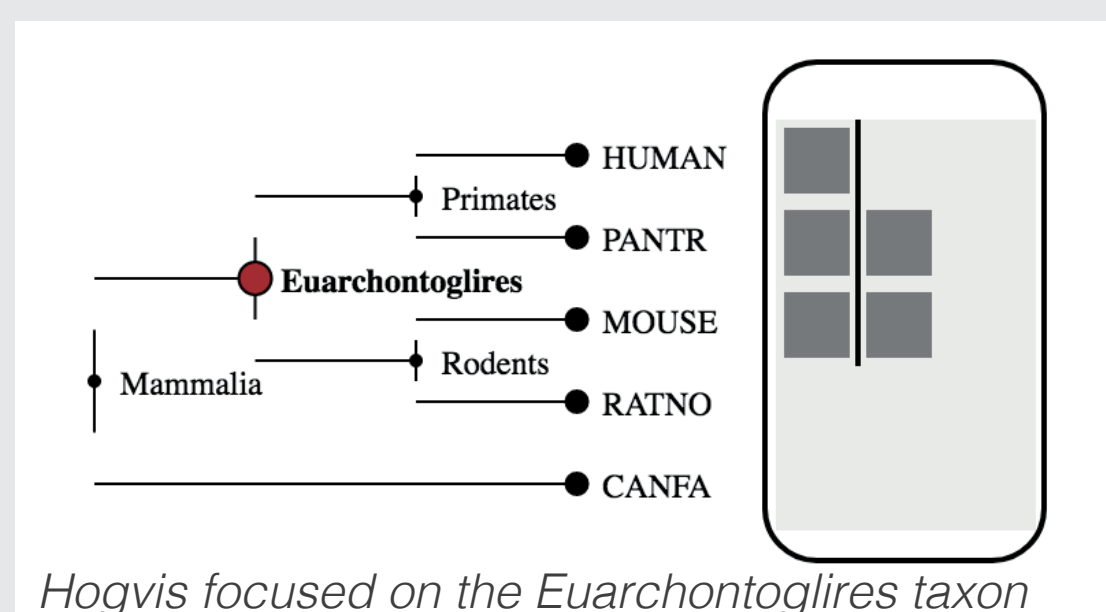 HUMAN
Primates
PANTR
Euarchontoglires
MOUSE
Rodents
Mammalia
RATNO
CANFA
Hogvis focused on the Euarchontoglires taxon